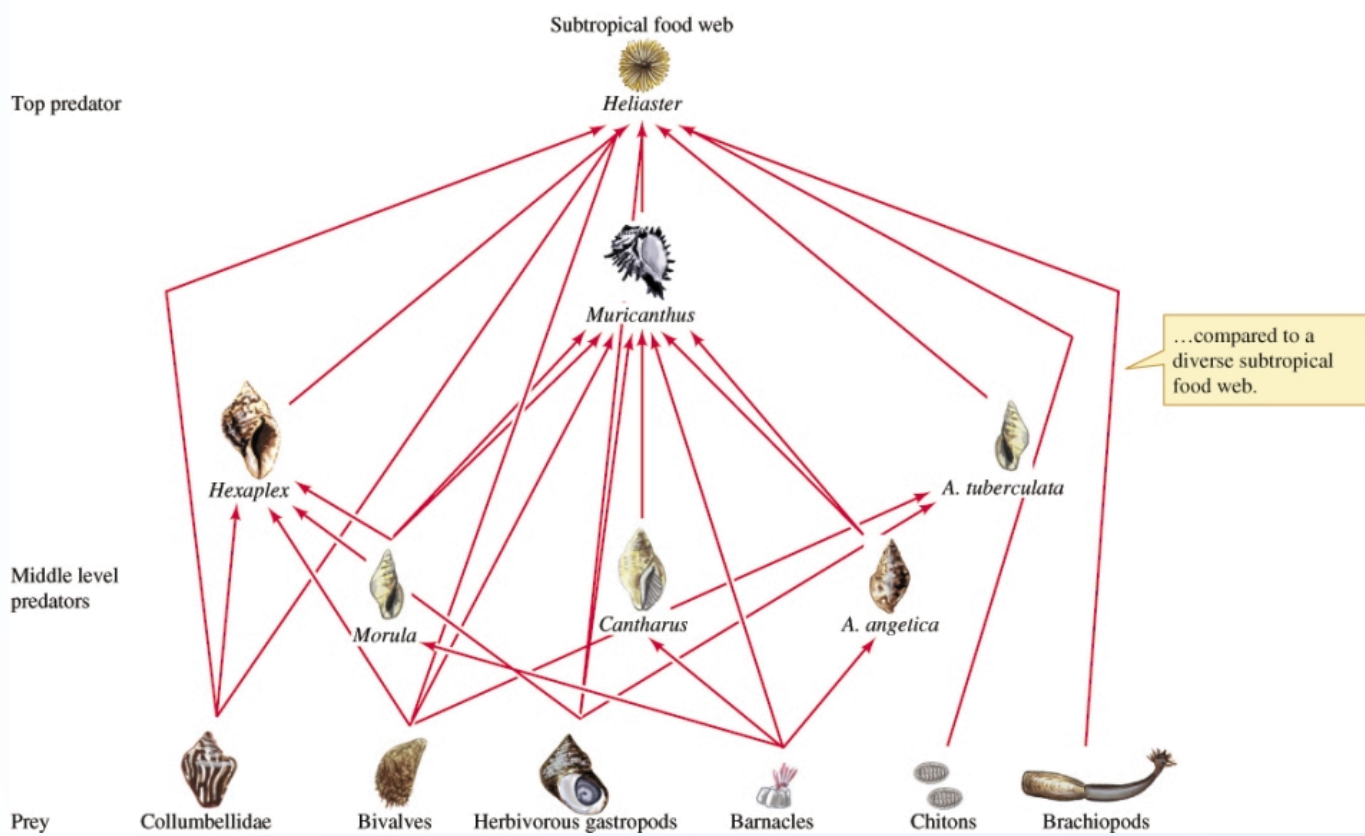 Subtropical food web
Top predator
Heliaster
Muricanthus
…compared to a
diverse subtropical
food web.
Hexaplex
A. tuberculata
Middle level
predators
Morula
Cantharus
A. angelica
Prey
Collumbellidae
Bivalves
Herbivorous gastropods
Barnacles
Chitons
Brachiopods